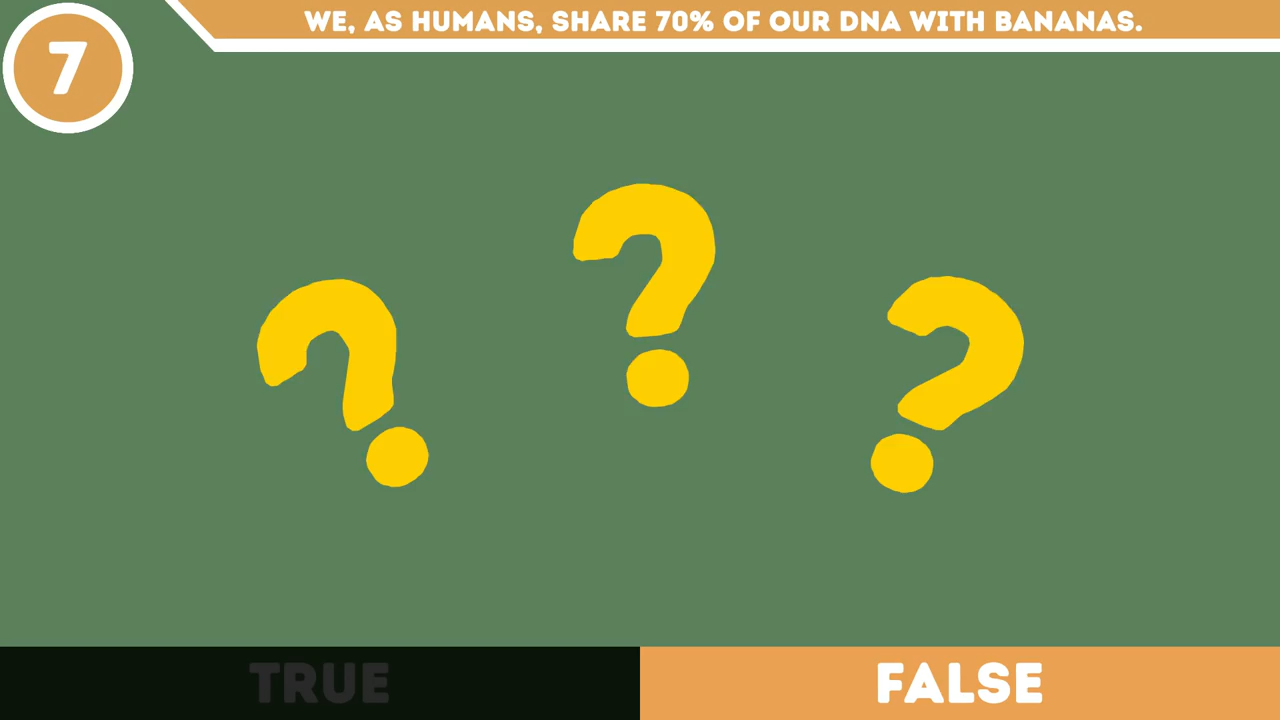 WE, AS HUMANS, SHARE 70% OF OUR DNA WITH BANANAS.
7
? ? ?
TRUE
FALSE